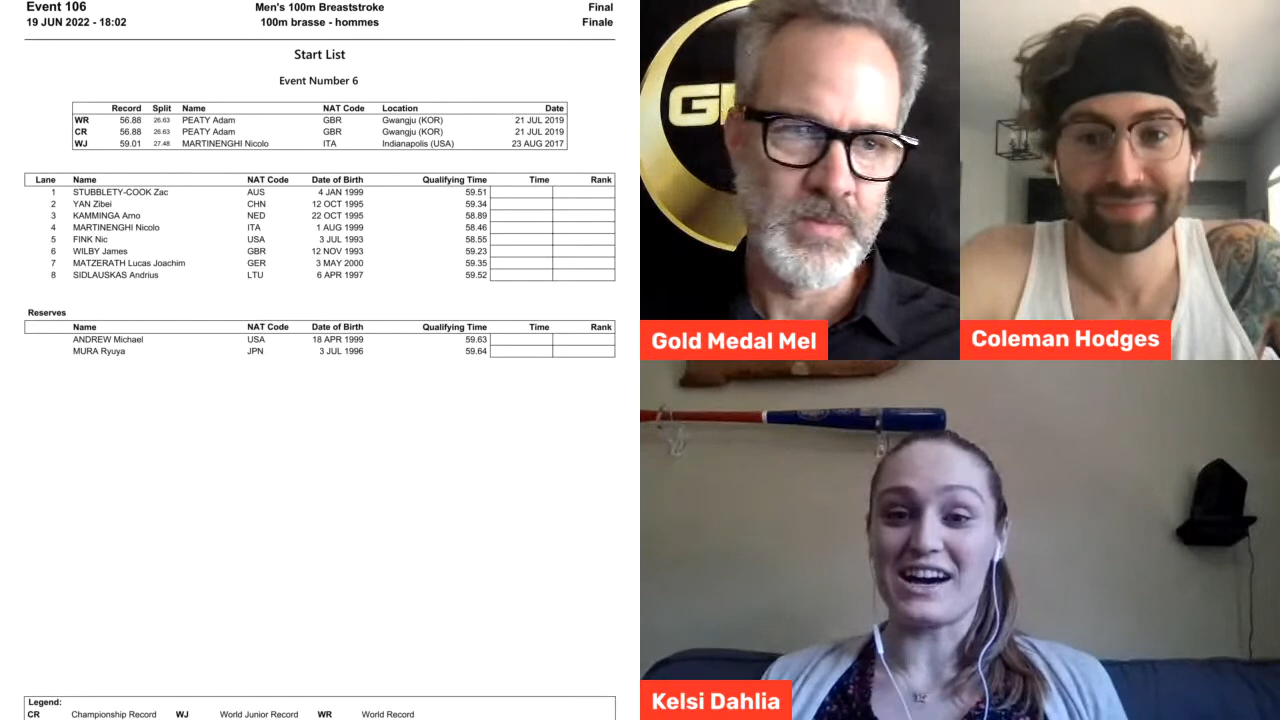 Event 106 Men's 100m Breaststroke Final
19 JUN 2022 - 18:02 100m brasse - hommes Finale
Start List
Event Number 6
Record Split Name NAT Code Location Date
WR 56.88 26.63 PEATY Adam GBR Gwangju (KOR) 21 JUL 2019
CR 56.88 26.63 PEATY Adam GBR Gwangju (KOR) 21 JUL 2019
WJ 59.01 27.48 MARTINENGHI Nicolo ITA Indianapolis (USA) 23 AUG 2017
Lane Name NAT Code Date of Birth Qualifying Time Time Rank
1 STUBBLETY-COOK Zac AUS 4 JAN 1999 59.51
2 YAN Zibei CHN 12 OCT 1995 59.34
3 KAMMINGA Arno NED 22 OCT 1995 58.89
4 MARTINENGHI Nicolo ITA 1 AUG 1999 58.46
5 FINK Nic USA 3 JUL 1993 58.55
6 WILBY James GBR 12 NOV 1993 59.23
7 MATZERATH Lucas Joachim GER 3 MAY 2000 59.35
8 SIDLAUSKAS Andrius LTU 6 APR 1997 59.52
Reserves
Name NAT Code Date of Birth Qualifying Time Time Rank
ANDREW Michael USA 18 APR 1999 59.63
MURA Ryuya JPN 3 JUL 1996 59.64
Legend:
CR Championship Record WJ World Junior Record WR World Record
Gold Medal Mel
Coleman Hodges
Kelsi Dahlia